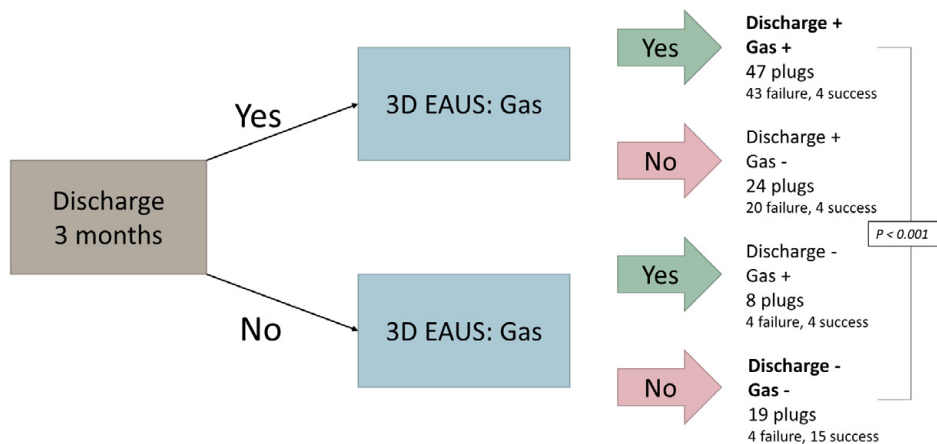 Discharge
3 months
Yes
No
3D EAUS: Gas
3D EAUS: Gas
Yes
Discharge +
Gas +
47 plugs
43 failure, 4 success
No
Discharge +
Gas -
24 plugs
20 failure, 4 success
Yes
Discharge -
Gas +
8 plugs
4 failure, 4 success
No
Discharge -
Gas -
19 plugs
4 failure, 15 success
P < 0.001